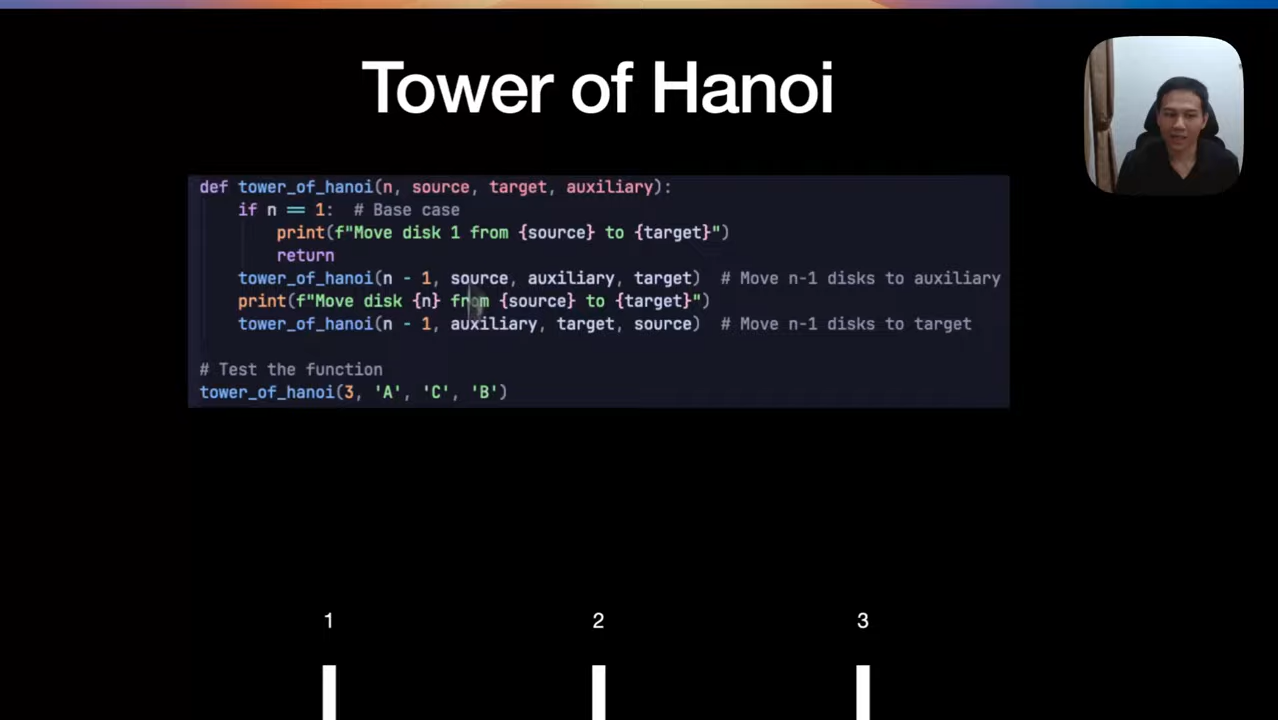 Tower of Hanoi
def tower_of_hanoi(n, source, target, auxiliary):
    if n == 1:  # Base case
        print(f"Move disk 1 from {source} to {target}")
        return
    tower_of_hanoi(n - 1, source, auxiliary, target)  # Move n-1 disks to auxiliary
    print(f"Move disk {n} from {source} to {target}")
    tower_of_hanoi(n - 1, auxiliary, target, source)  # Move n-1 disks to target
# Test the function
tower_of_hanoi(3, 'A', 'C', 'B')
1 2 3